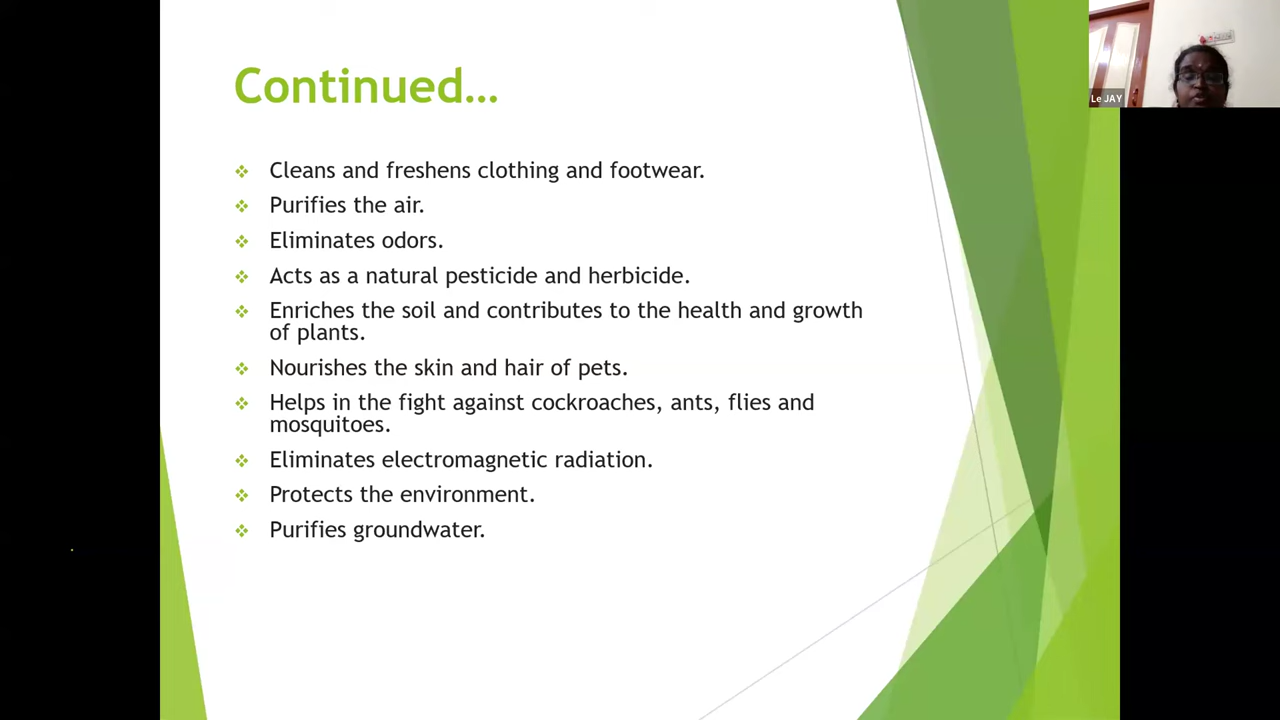 Continued...
Cleans and freshens clothing and footwear.
Purifies the air.
Eliminates odors.
Acts as a natural pesticide and herbicide.
Enriches the soil and contributes to the health and growth
of plants.
Nourishes the skin and hair of pets.
Helps in the fight against cockroaches, ants, flies and
mosquitoes.
Eliminates electromagnetic radiation.
Protects the environment.
Purifies groundwater.
Le JAY